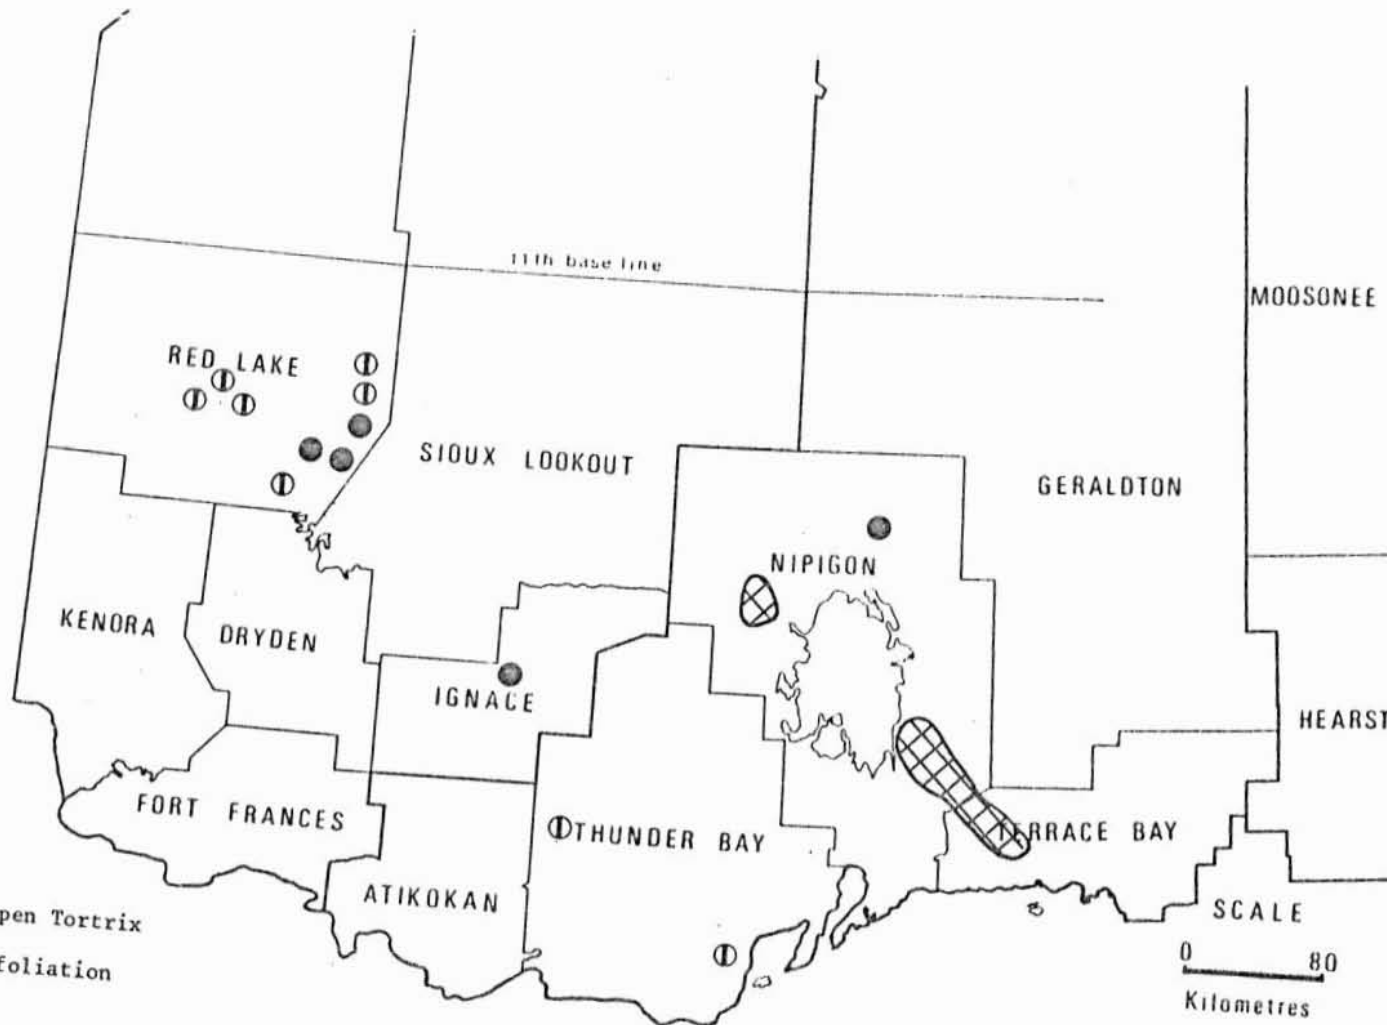 11th base line
MOOSONEE
RED LAKE
SIOUX LOOKOUT
GERALDTON
NIPIGON
KENORA
DRYDEN
IGNACE
HEARST
FORT FRANCES
THUNDER BAY
TERRACE BAY
ATIKOKAN
SCALE
0 80
Kilometres
pen Tortrix
foliation